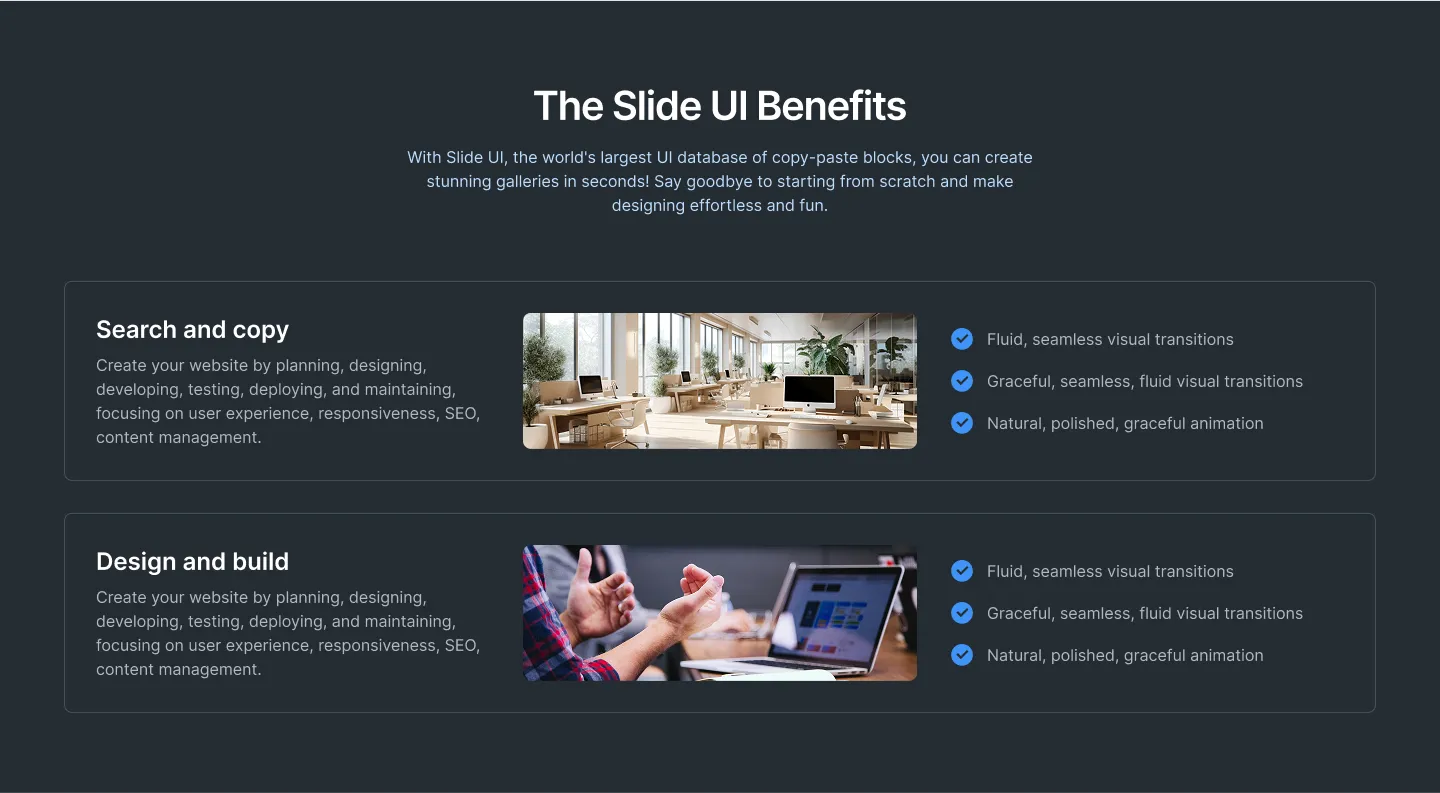 The Slide UI Benefits
With Slide UI, the world's largest UI database of copy-paste blocks, you can create
stunning galleries in seconds! Say goodbye to starting from scratch and make
designing effortless and fun.
Search and copy
Create your website by planning, designing,
developing, testing, deploying, and maintaining,
focusing on user experience, responsiveness, SEO,
content management.
Fluid, seamless visual transitions
Graceful, seamless, fluid visual transitions
Natural, polished, graceful animation
Design and build
Create your website by planning, designing,
developing, testing, deploying, and maintaining,
focusing on user experience, responsiveness, SEO,
content management.
Fluid, seamless visual transitions
Graceful, seamless, fluid visual transitions
Natural, polished, graceful animation